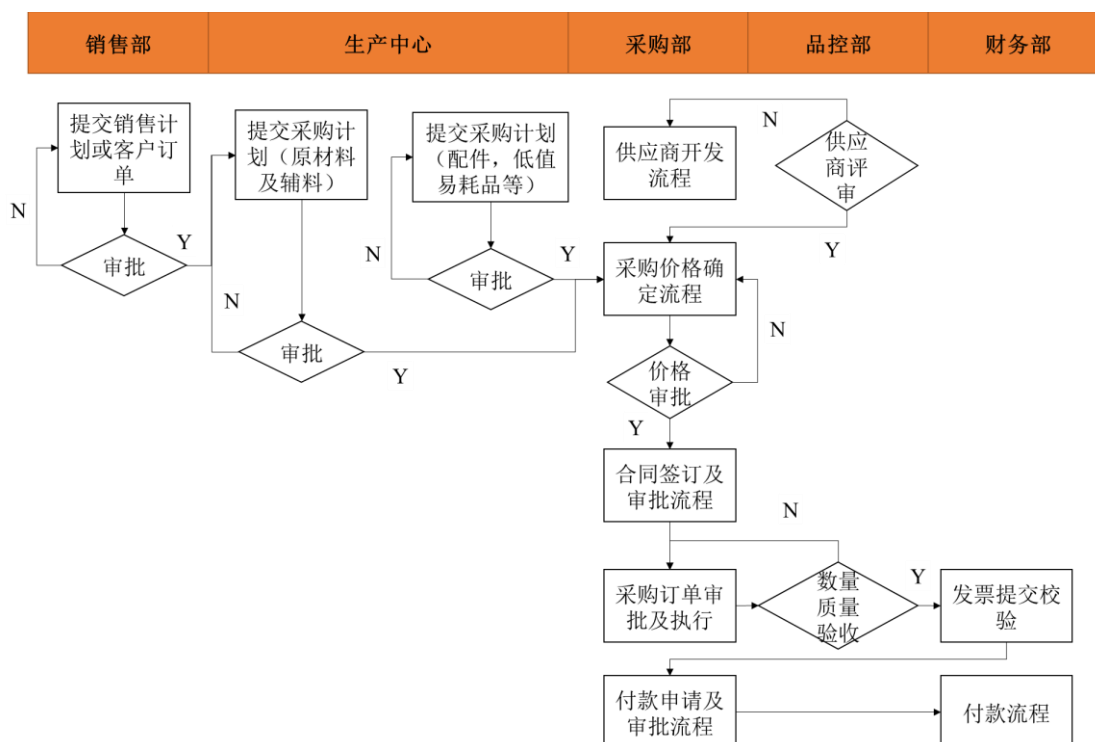 销售部
生产中心
采购部
品控部
财务部
提交销售计
划或客户订
单
提交采购计
划（原材料
及辅料）
提交采购计划
（配件，低值
易耗品等）
供应商开发
流程
N
供应
商评
审
N
审批
Y
N
审批
Y
采购价格确
定流程
Y
N
审批
Y
N
价格
审批
Y
合同签订及
审批流程
N
采购订单审
批及执行
数量
质量
验收
Y
发票提交校
验
付款申请及
审批流程
付款流程